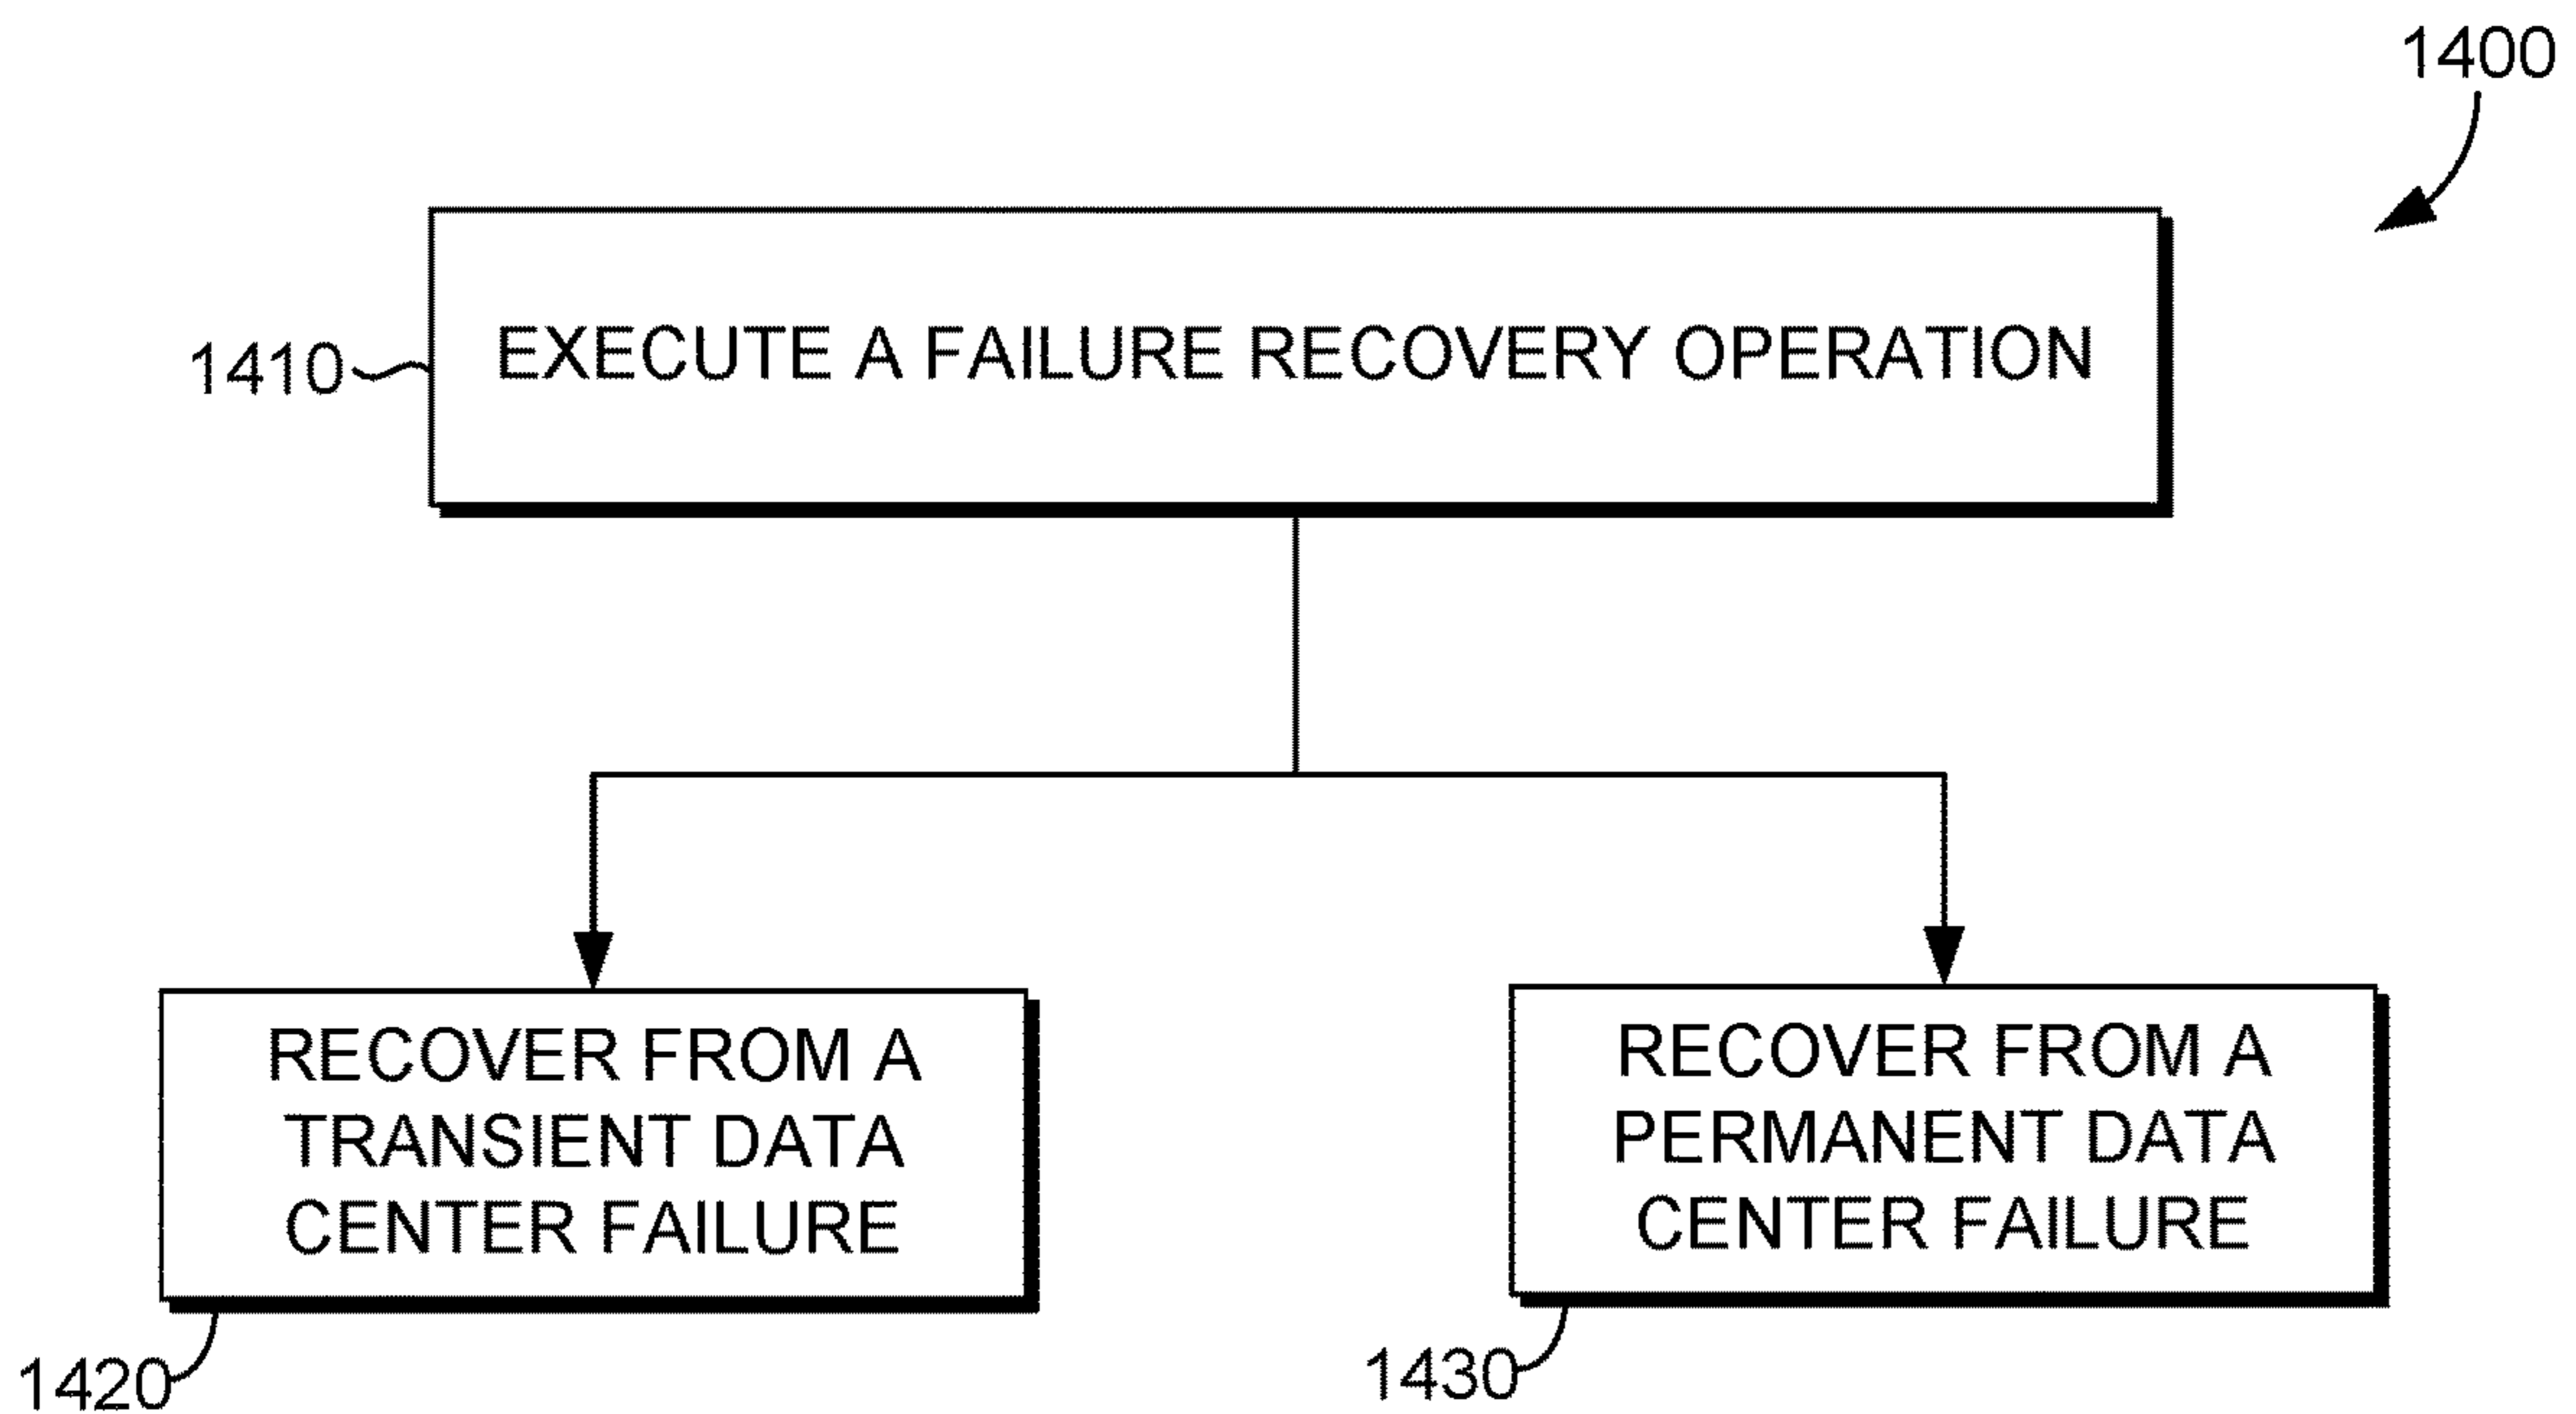 1400
1410
EXECUTE A FAILURE RECOVERY OPERATION
RECOVER FROM A
TRANSIENT DATA
CENTER FAILURE
1420
RECOVER FROM A
PERMANENT DATA
CENTER FAILURE
1430